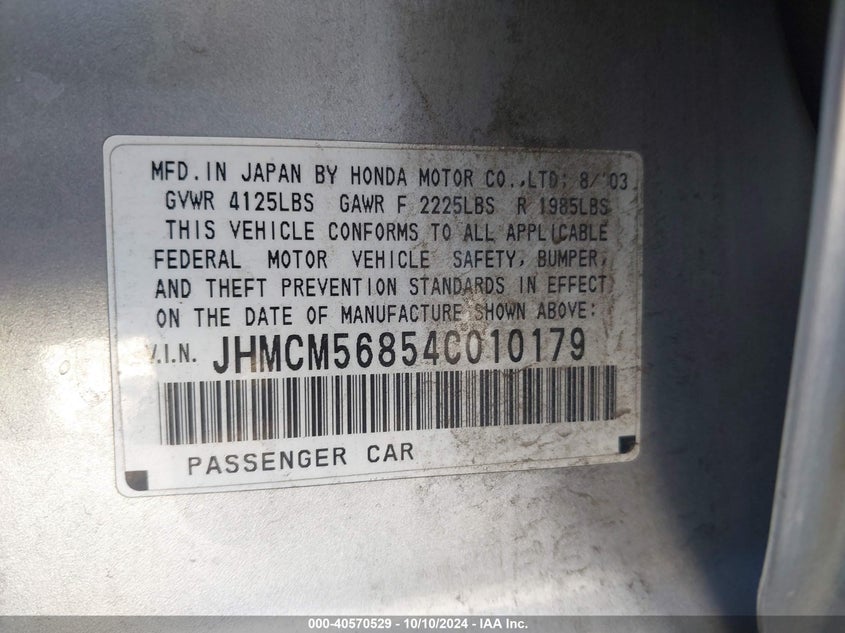 MFD. IN JAPAN BY HONDA MOTOR CO., LTD: 8/ '03
GVWR 4125LBS GAWR F 2225LBS R 1985LBS
THIS VEHICLE CONFORMS TO ALL APPLICABLE
FEDERAL MOTOR VEHICLE SAFETY, BUMPER,
AND THEFT PREVENTION STANDARDS IN EFFECT
ON THE DATE OF MANUFACTURE SHOWN ABOVE:
V.I.N. JHMCM56854C010179
PASSENGER CAR
000-40570529 - 10/10/2024 - IAA Inc.